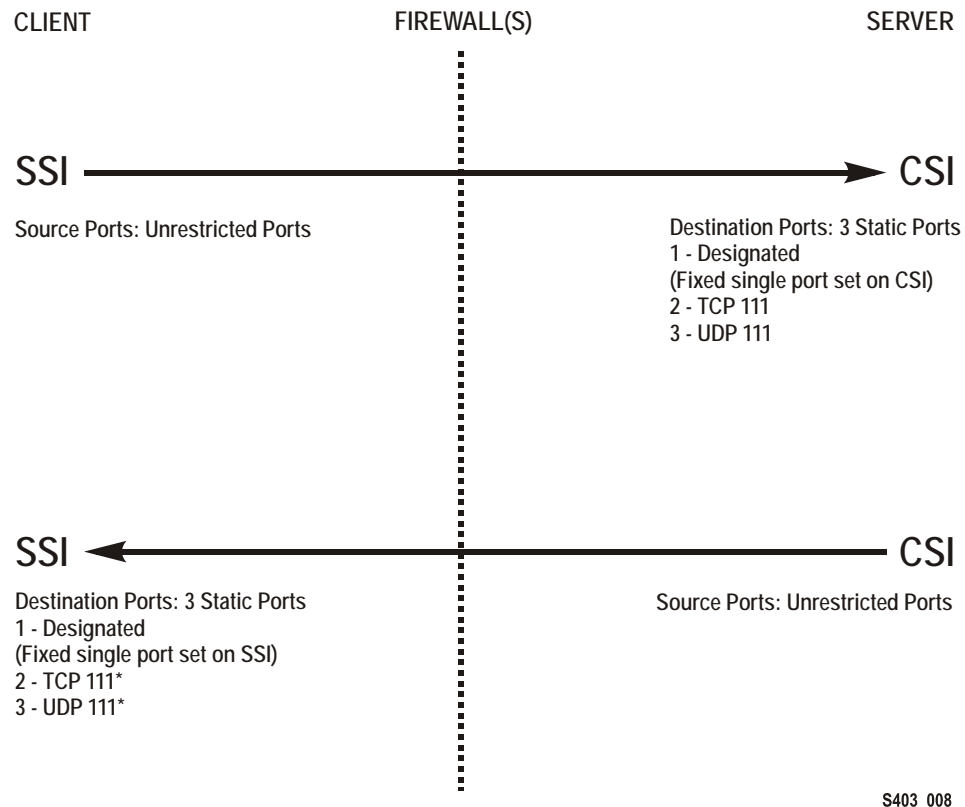 CLIENT
FIREWALL(S)
SERVER
SSI
CSI
Source Ports: Unrestricted Ports
Destination Ports: 3 Static Ports
1 - Designated
(Fixed single port set on CSI)
2 - TCP 111
3 - UDP 111
SSI
CSI
Destination Ports: 3 Static Ports
1 - Designated
(Fixed single port set on SSI)
2 - TCP 111*
3 - UDP 111*
Source Ports: Unrestricted Ports
S403_008